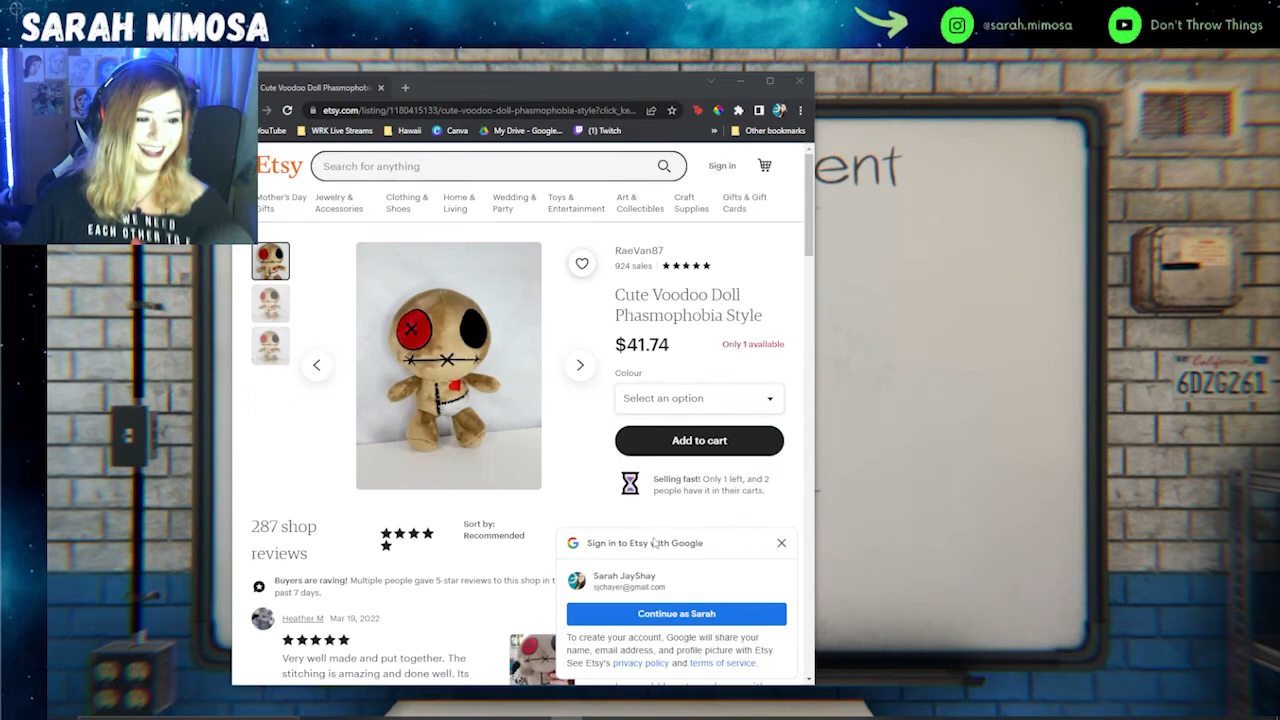 SARAH MIMOSA
@sarah.mimosa
Don't Throw Things
Cute Voodoo Doll Phasmophobi
etsy.com/listing/1180415133/cute-voodoo-doll-phasmophobia-style?click_ke...
YouTube
WRK Live Streams
Hawaii
Canva
My Drive - Google...
(1) Twitch
»
Other bookmarks
Etsy
Search for anything
Sign in
Mother's Day Gifts
Jewelry & Accessories
Clothing & Shoes
Home & Living
Wedding & Party
Toys & Entertainment
Art & Collectibles
Craft Supplies
Gifts & Gift Cards
WE NEED
EACH OTHER TO
ent
RaeVan87
924 sales
Cute Voodoo Doll
Phasmophobia Style
$41.74
Only 1 available
Colour
Select an option
Add to cart
Selling fast! Only 1 left, and 2
people have it in their carts.
California
6DZG261
287 shop
reviews
Sort by:
Recommended
Buyers are raving! Multiple people gave 5-star reviews to this shop in t
past 7 days.
Heather M Mar 19, 2022
Very well made and put together. The
stitching is amazing and done well. Its
Sign in to Etsy with Google
Sarah JayShay
sjchayer@gmail.com
Continue as Sarah
To create your account, Google will share your
name, email address, and profile picture with Etsy.
See Etsy's privacy policy and terms of service.